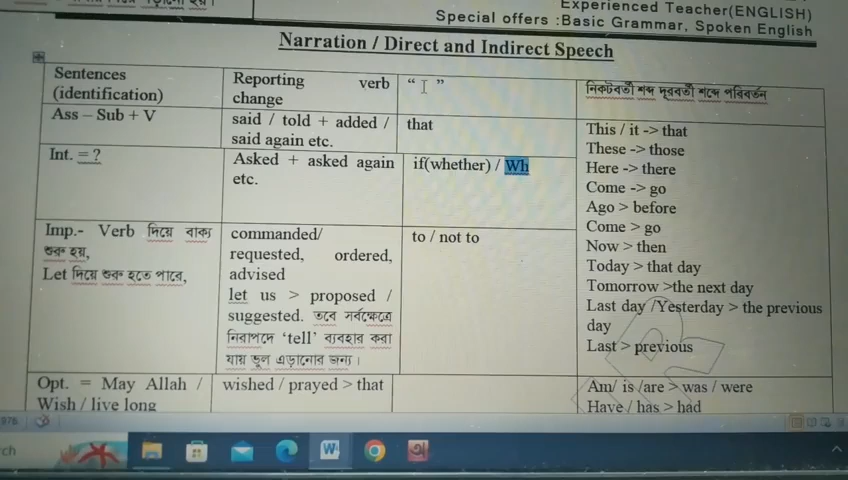 Experienced Teacher(ENGLISH)
Special offers :Basic Grammar, Spoken English
Narration / Direct and Indirect Speech
Sentences
(identification)
Reporting verb
change
“ ”
নিকটবর্তী শব্দ দূরবর্তী শব্দে পরিবর্তন
Ass – Sub + V
said / told + added /
said again etc.
that
Int. = ?
Asked + asked again
etc.
if(whether) / Wh
Imp.- Verb দিয়ে বাক্য
শুরু হয়,
Let দিয়ে শুরু হতে পারে,
commanded/
requested, ordered,
advised
let us > proposed /
suggested. তবে সর্বক্ষেত্রে
নিরাপদে ‘tell’ ব্যবহার করা
যায় ভুল এড়ানোর জন্য।
to / not to
This / it -> that
These -> those
Here -> there
Come -> go
Ago > before
Come > go
Now > then
Today > that day
Tomorrow >the next day
Last day /Yesterday > the previous
day
Last > previous
Opt. = May Allah /
Wish / live long
wished / prayed > that
Am/ is /are > was / were
Have / has > had